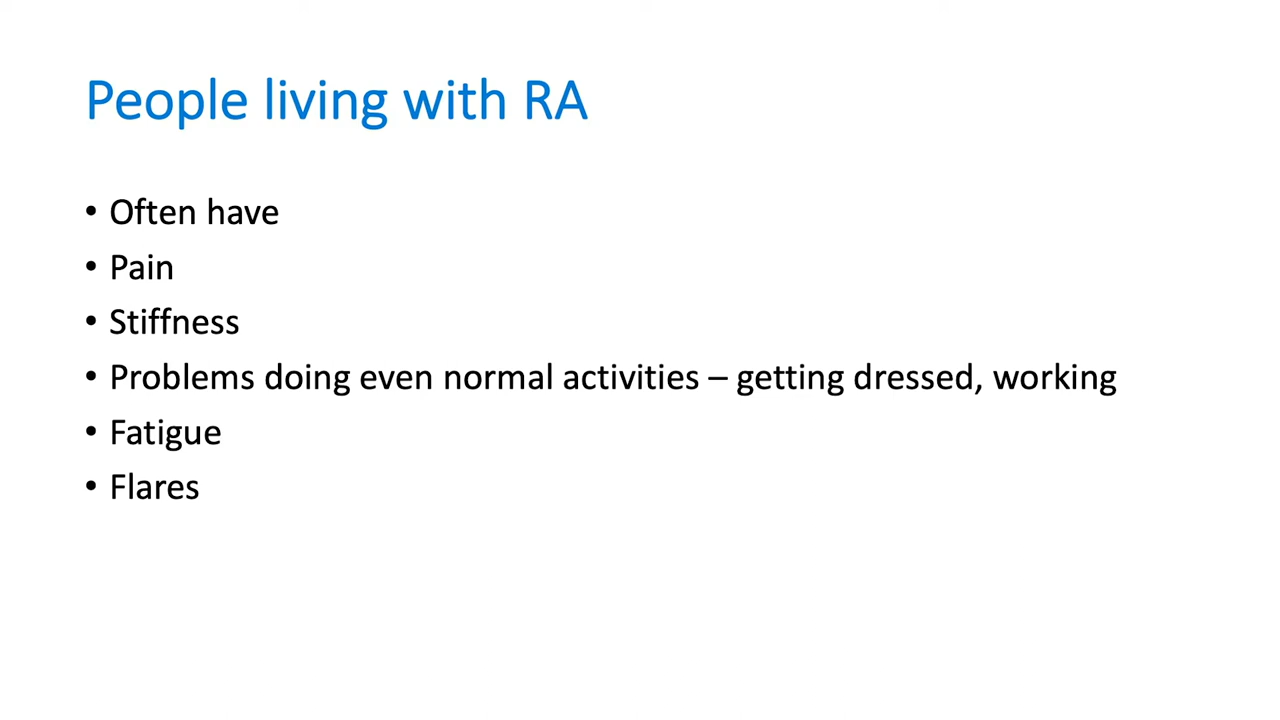 People living with RA
• Often have
• Pain
• Stiffness
• Problems doing even normal activities – getting dressed, working
• Fatigue
• Flares